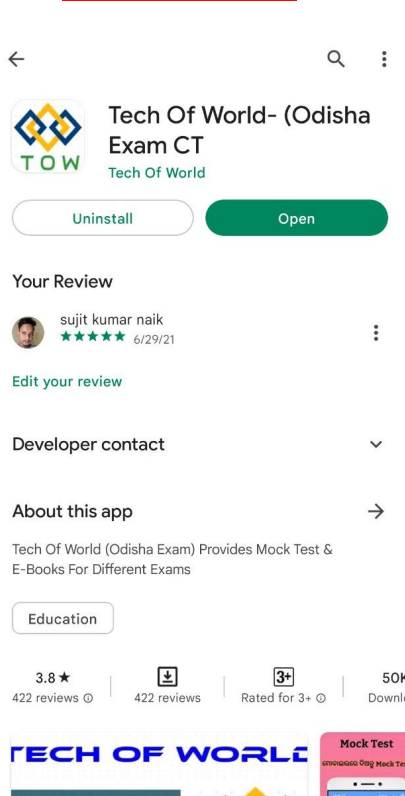 Tech Of World- (Odisha
Exam CT
Tech Of World
TOW
Uninstall
Open
Your Review
sujit kumar naik
★★★★★ 6/29/21
Edit your review
Developer contact
About this app
Tech Of World (Odisha Exam) Provides Mock Test &
E-Books For Different Exams
Education
3.8★
422 reviews
422 reviews
3+
Rated for 3+
50K
Downl
TECH OF WORLD
Mock Test
Mock Tes